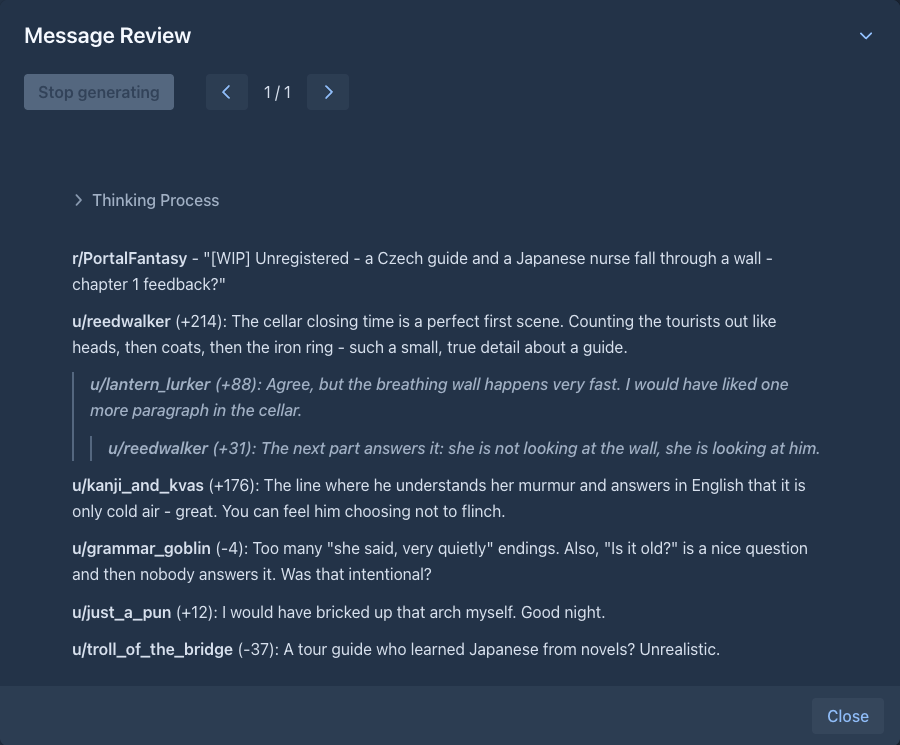 Message Review
Stop generating
1 / 1
Thinking Process
r/PortalFantasy - "[WIP] Unregistered - a Czech guide and a Japanese nurse fall through a wall -
chapter 1 feedback?"
u/reedwalker (+214): The cellar closing time is a perfect first scene. Counting the tourists out like
heads, then coats, then the iron ring - such a small, true detail about a guide.
u/lantern_lurker (+88): Agree, but the breathing wall happens very fast. I would have liked one
more paragraph in the cellar.
u/reedwalker (+31): The next part answers it: she is not looking at the wall, she is looking at him.
u/kanji_and_kvas (+176): The line where he understands her murmur and answers in English that it is
only cold air - great. You can feel him choosing not to flinch.
u/grammar_goblin (-4): Too many "she said, very quietly" endings. Also, "Is it old?" is a nice question
and then nobody answers it. Was that intentional?
u/just_a_pun (+12): I would have bricked up that arch myself. Good night.
u/troll_of_the_bridge (-37): A tour guide who learned Japanese from novels? Unrealistic.
Close